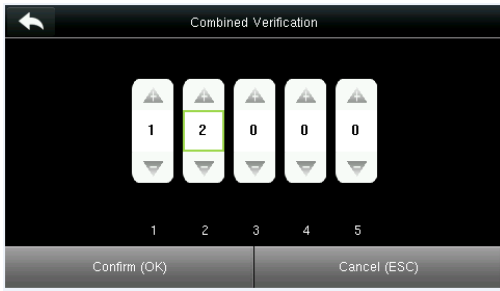 Combined Verification
1 2 0 0 0
1 2 3 4 5
Confirm (OK) Cancel (ESC)